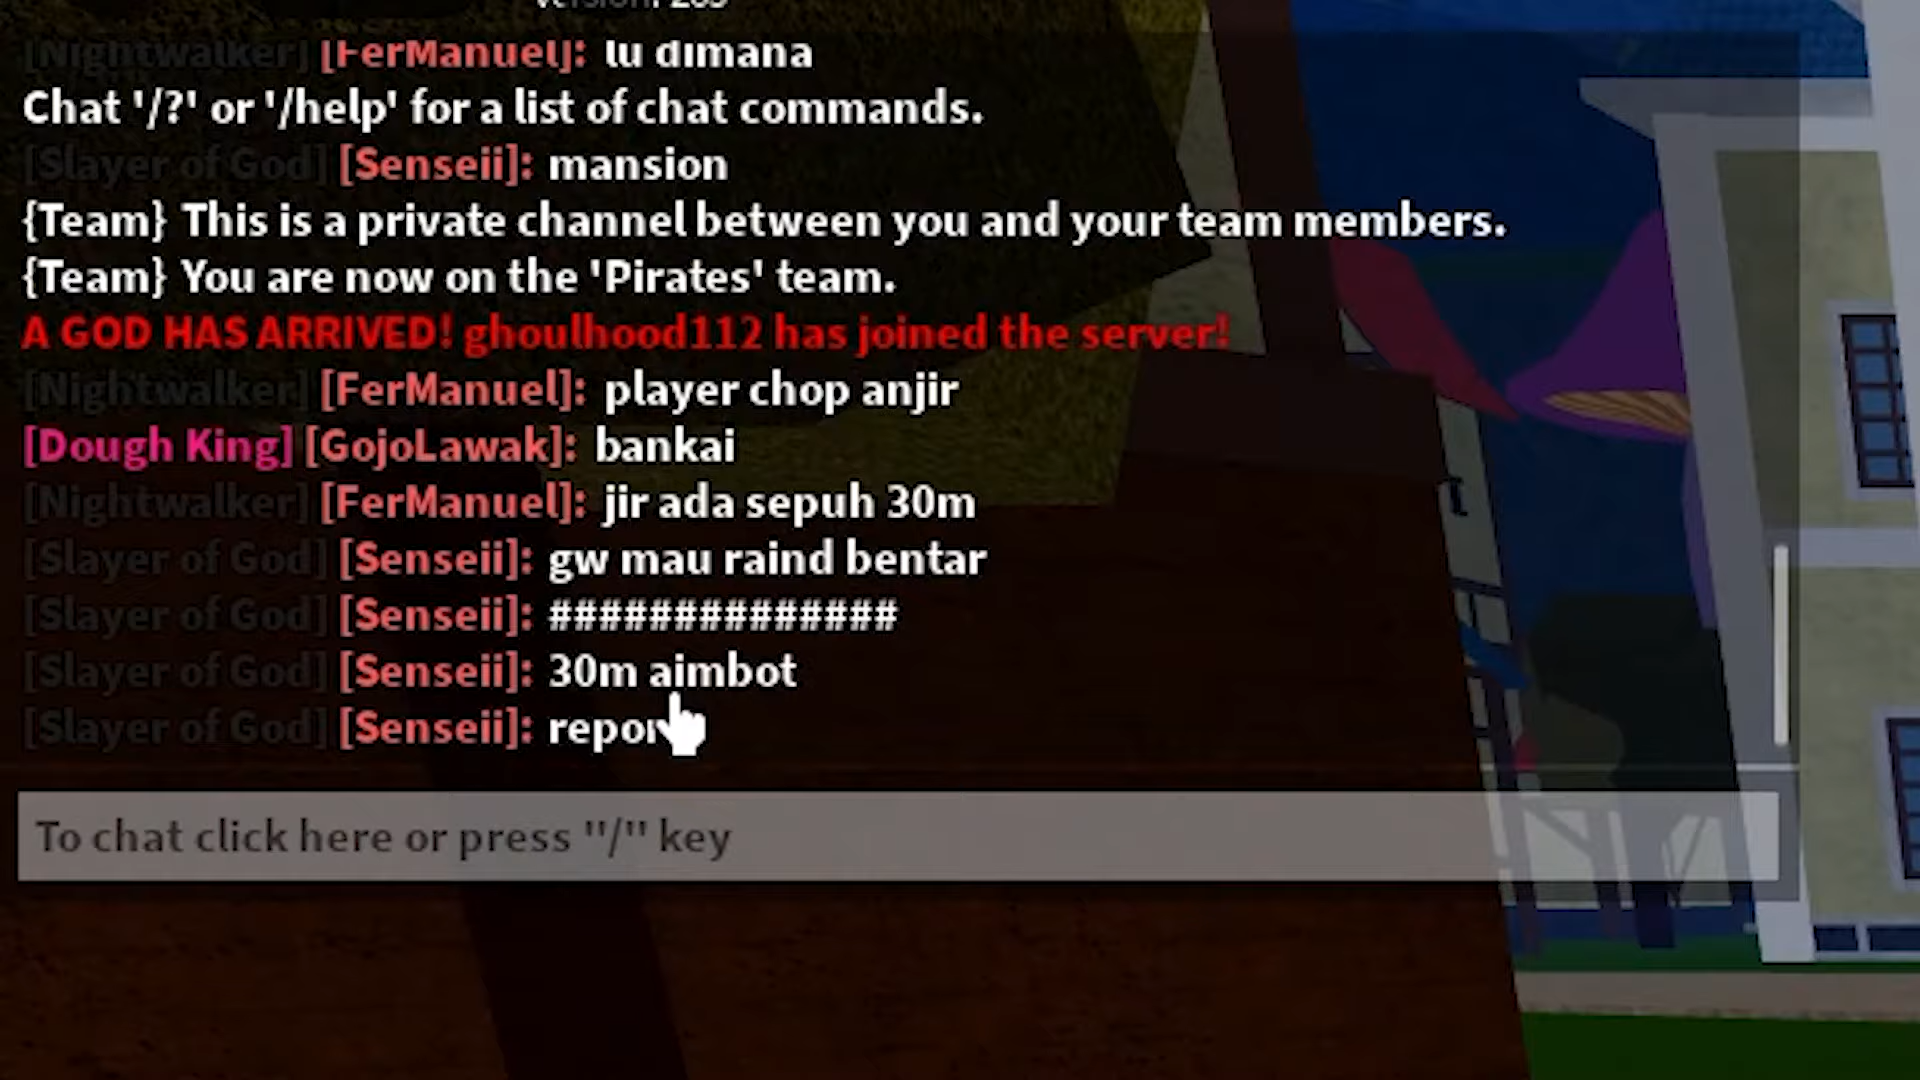 version: 265
[Nightwalker] [FerManuel]: lu dimana
Chat '/?' or '/help' for a list of chat commands.
[Slayer of God] [Senseii]: mansion
{Team} This is a private channel between you and your team members.
{Team} You are now on the 'Pirates' team.
A GOD HAS ARRIVED! ghoulhood112 has joined the server!
[Nightwalker] [FerManuel]: player chop anjir
[Dough King] [GojoLawak]: bankai
[Nightwalker] [FerManuel]: jir ada sepuh 30m
[Slayer of God] [Senseii]: gw mau raind bentar
[Slayer of God] [Senseii]: ##############
[Slayer of God] [Senseii]: 30m aimbot
[Slayer of God] [Senseii]:
To chat click here or press "/" key